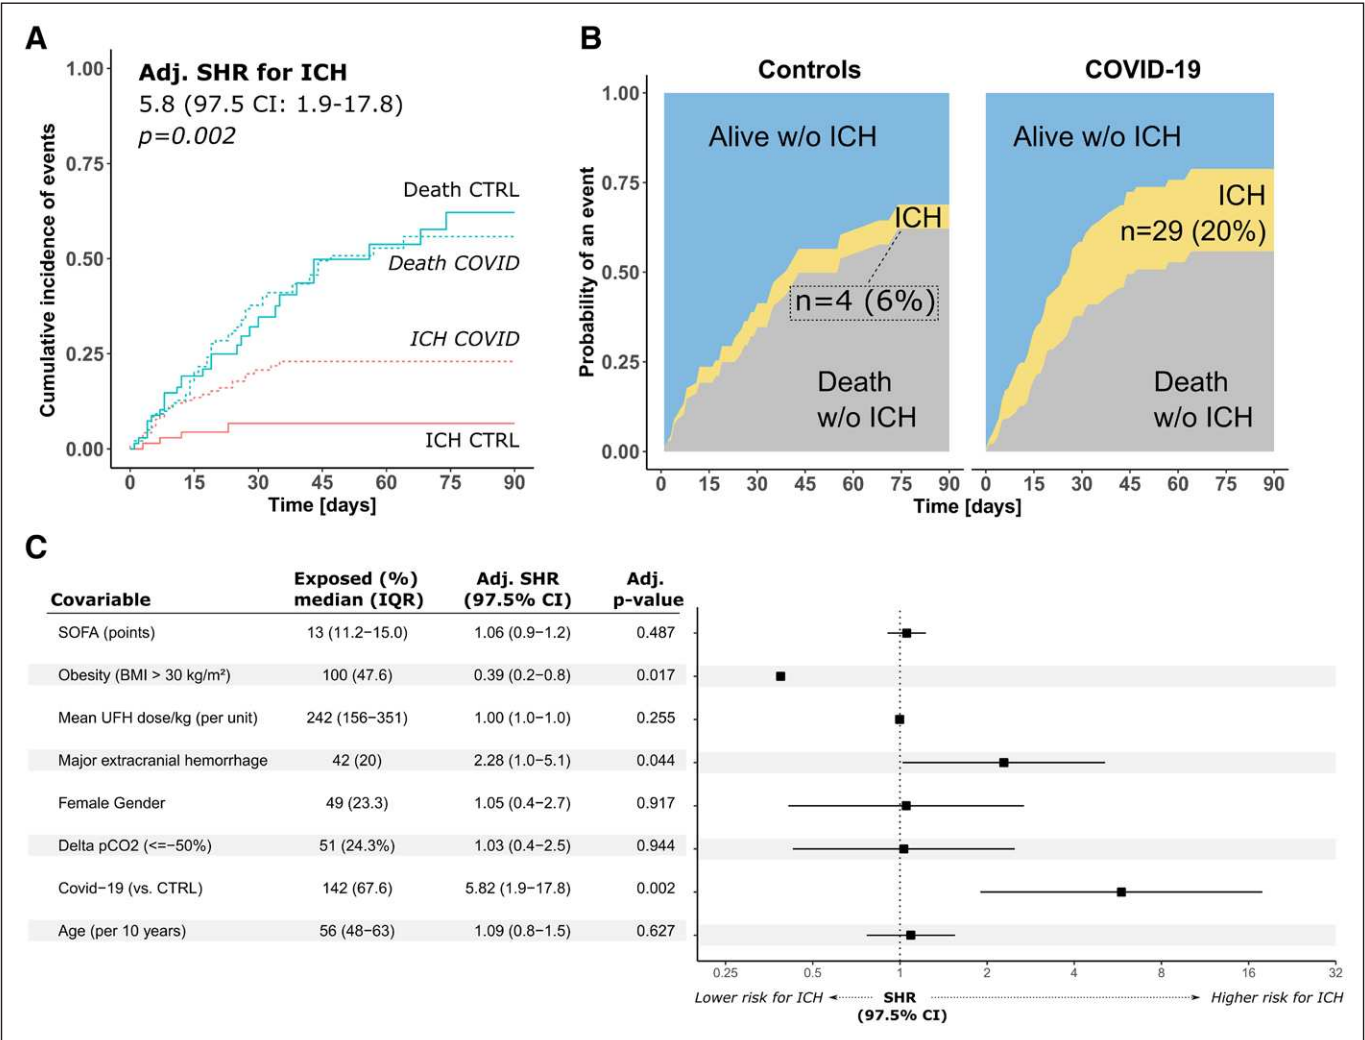 A
Adj. SHR for ICH
5.8 (97.5 CI: 1.9-17.8)
p=0.002
Cumulative incidence of events
1.00
0.75
0.50
0.25
0.00
Death CTRL
Death COVID
ICH COVID
ICH CTRL
0 15 30 45 60 75 90
Time [days]
B
Controls
COVID-19
Probability of an event
1.00
0.75
0.50
0.25
0.00
Alive w/o ICH
ICH
n=4 (6%)
Death
w/o ICH
Alive w/o ICH
ICH
n=29 (20%)
Death
w/o ICH
0 15 30 45 60 75 90
0 15 30 45 60 75 90
Time [days]
C
Covariable Exposed (%) median (IQR) Adj. SHR (97.5% CI) Adj. p-value
SOFA (points) 13 (11.2−15.0) 1.06 (0.9−1.2) 0.487
Obesity (BMI > 30 kg/m²) 100 (47.6) 0.39 (0.2−0.8) 0.017
Mean UFH dose/kg (per unit) 242 (156−351) 1.00 (1.0−1.0) 0.255
Major extracranial hemorrhage 42 (20) 2.28 (1.0−5.1) 0.044
Female Gender 49 (23.3) 1.05 (0.4−2.7) 0.917
Delta pCO2 (<=−50%) 51 (24.3%) 1.03 (0.4−2.5) 0.944
Covid−19 (vs. CTRL) 142 (67.6) 5.82 (1.9−17.8) 0.002
Age (per 10 years) 56 (48−63) 1.09 (0.8−1.5) 0.627
0.25 0.5 1 2 4 8 16 32
Lower risk for ICH SHR Higher risk for ICH
(97.5% CI)